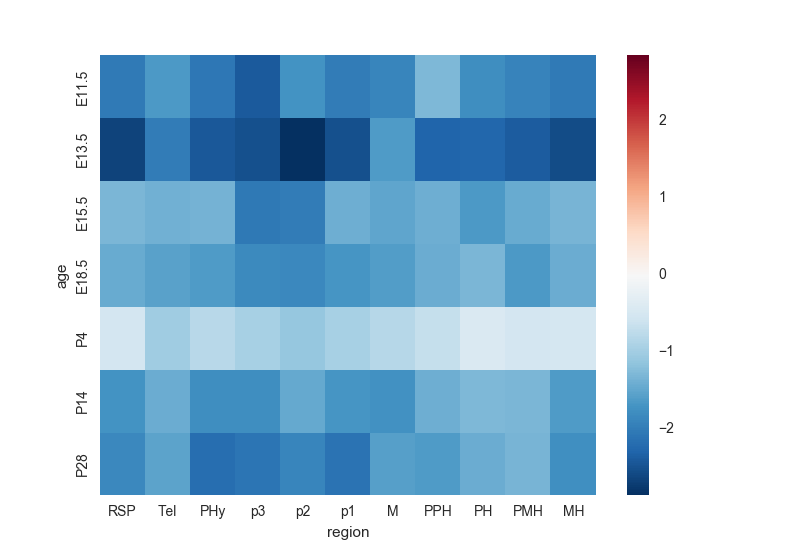 age
E11.5
E13.5
E15.5
E18.5
P4
P14
P28
RSP Tel PHy p3 p2 p1 M PPH PH PMH MH
region
2
1
0
−1
−2